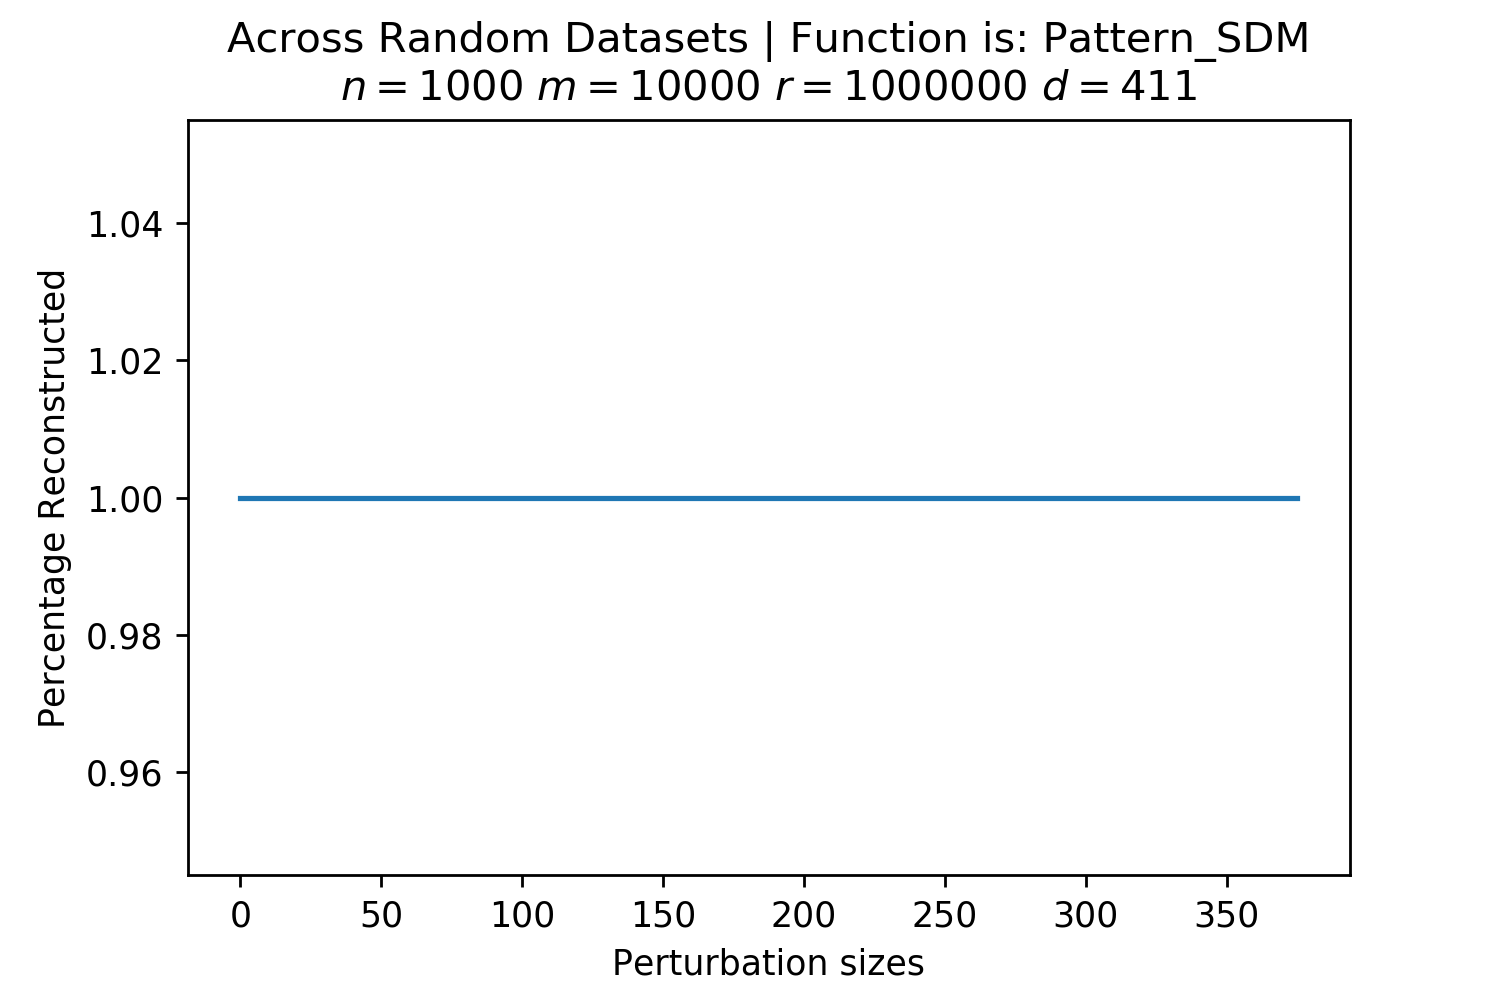 Across Random Datasets | Function is: Pattern_SDM
n = 1000 m = 10000 r = 1000000 d = 411
Percentage Reconstructed
1.04
1.02
1.00
0.98
0.96
0 50 100 150 200 250 300 350
Perturbation sizes